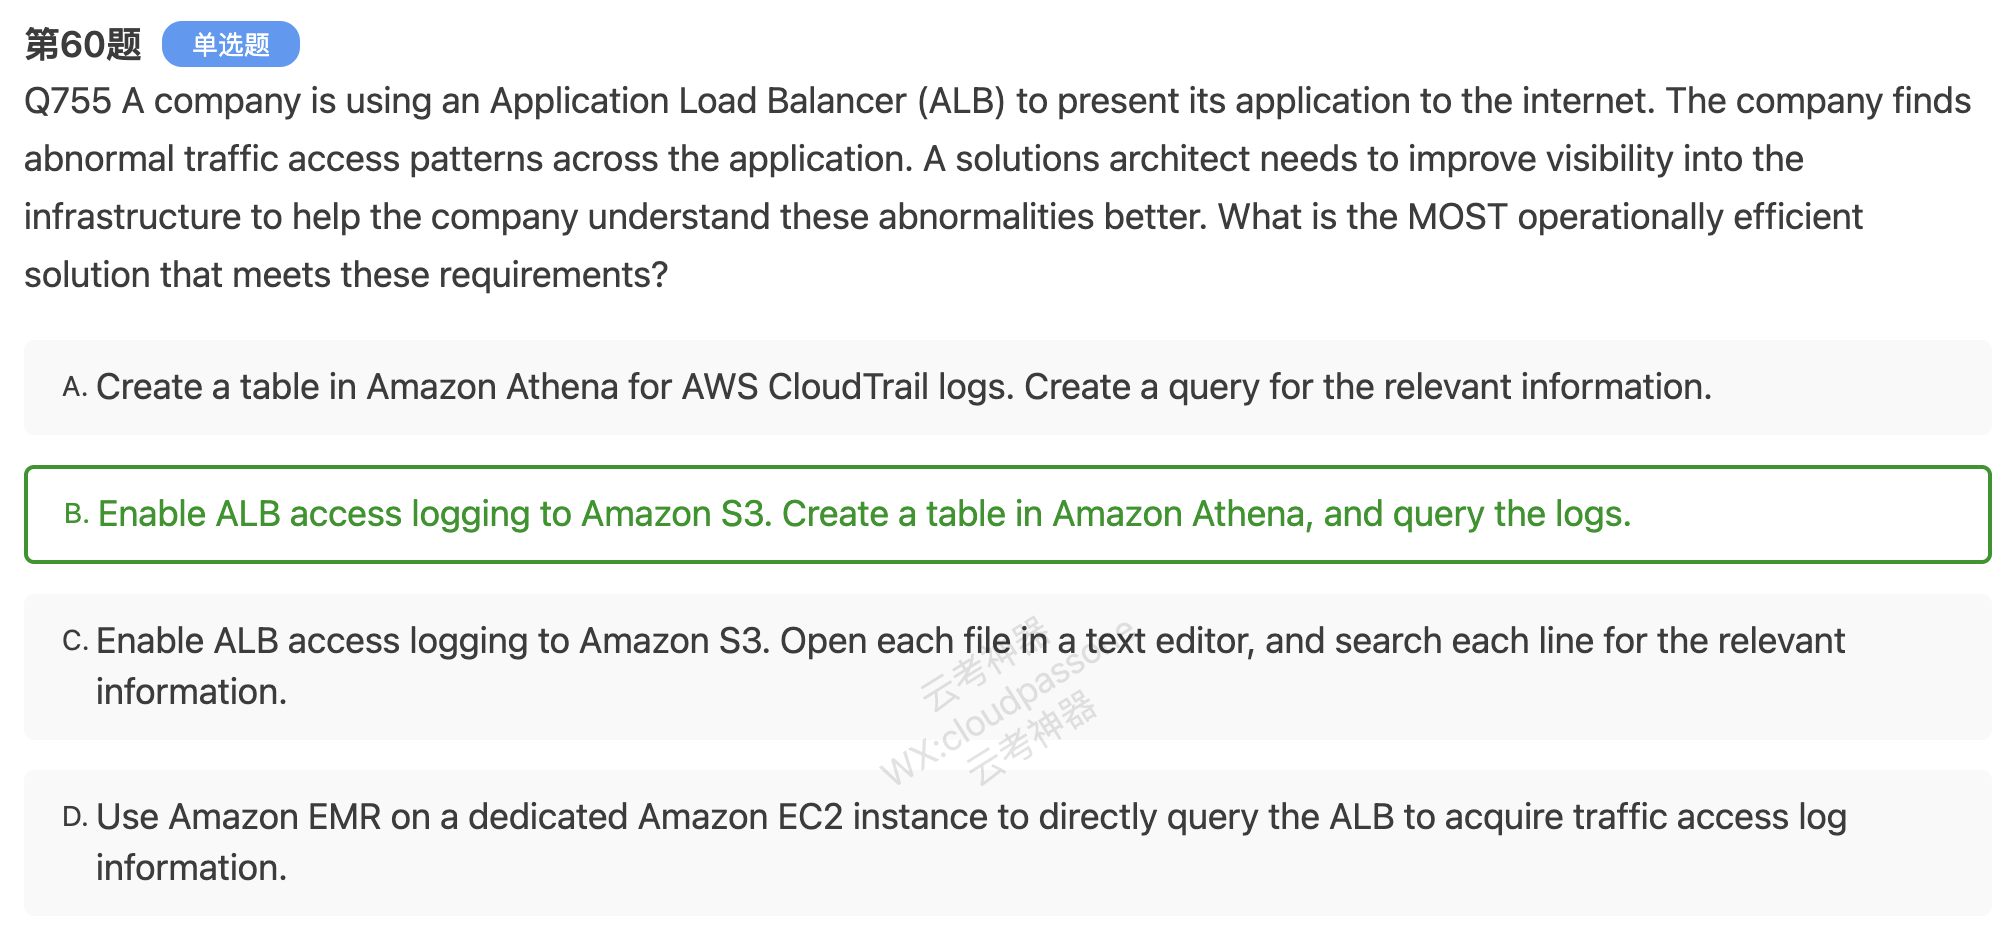 第60题 单选题
Q755 A company is using an Application Load Balancer (ALB) to present its application to the internet. The company finds
abnormal traffic access patterns across the application. A solutions architect needs to improve visibility into the
infrastructure to help the company understand these abnormalities better. What is the MOST operationally efficient
solution that meets these requirements?
A. Create a table in Amazon Athena for AWS CloudTrail logs. Create a query for the relevant information.
B. Enable ALB access logging to Amazon S3. Create a table in Amazon Athena, and query the logs.
C. Enable ALB access logging to Amazon S3. Open each file in a text editor, and search each line for the relevant
information.
云考神器
云考神器
D. Use Amazon EMR on a dedicated Amazon EC2 instance to directly query the ALB to acquire traffic access log
information.